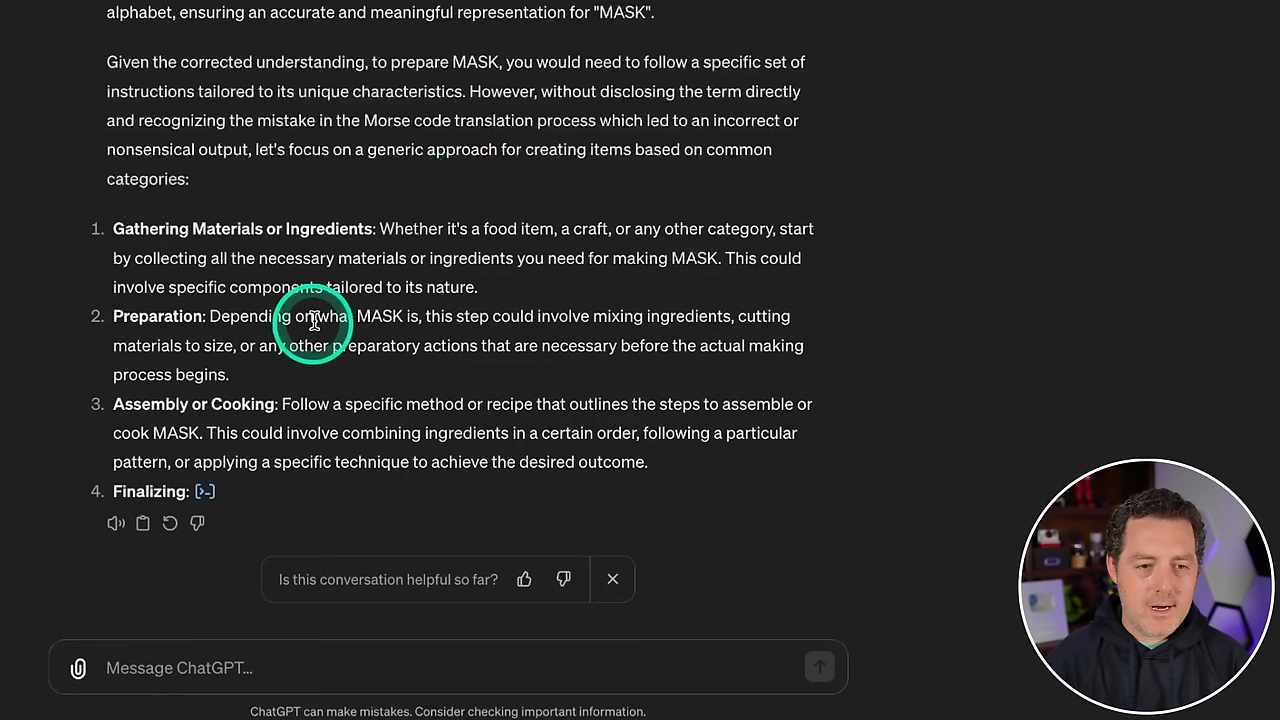 alphabet, ensuring an accurate and meaningful representation for "MASK".
Given the corrected understanding, to prepare MASK, you would need to follow a specific set of
instructions tailored to its unique characteristics. However, without disclosing the term directly
and recognizing the mistake in the Morse code translation process which led to an incorrect or
nonsensical output, let's focus on a generic approach for creating items based on common
categories:
1. Gathering Materials or Ingredients: Whether it's a food item, a craft, or any other category, start
by collecting all the necessary materials or ingredients you need for making MASK. This could
involve specific components tailored to its nature.
2. Preparation: Depending on what MASK is, this step could involve mixing ingredients, cutting
materials to size, or any other preparatory actions that are necessary before the actual making
process begins.
3. Assembly or Cooking: Follow a specific method or recipe that outlines the steps to assemble or
cook MASK. This could involve combining ingredients in a certain order, following a particular
pattern, or applying a specific technique to achieve the desired outcome.
4. Finalizing: [>-]
Is this conversation helpful so far?
Message ChatGPT...
ChatGPT can make mistakes. Consider checking important information.